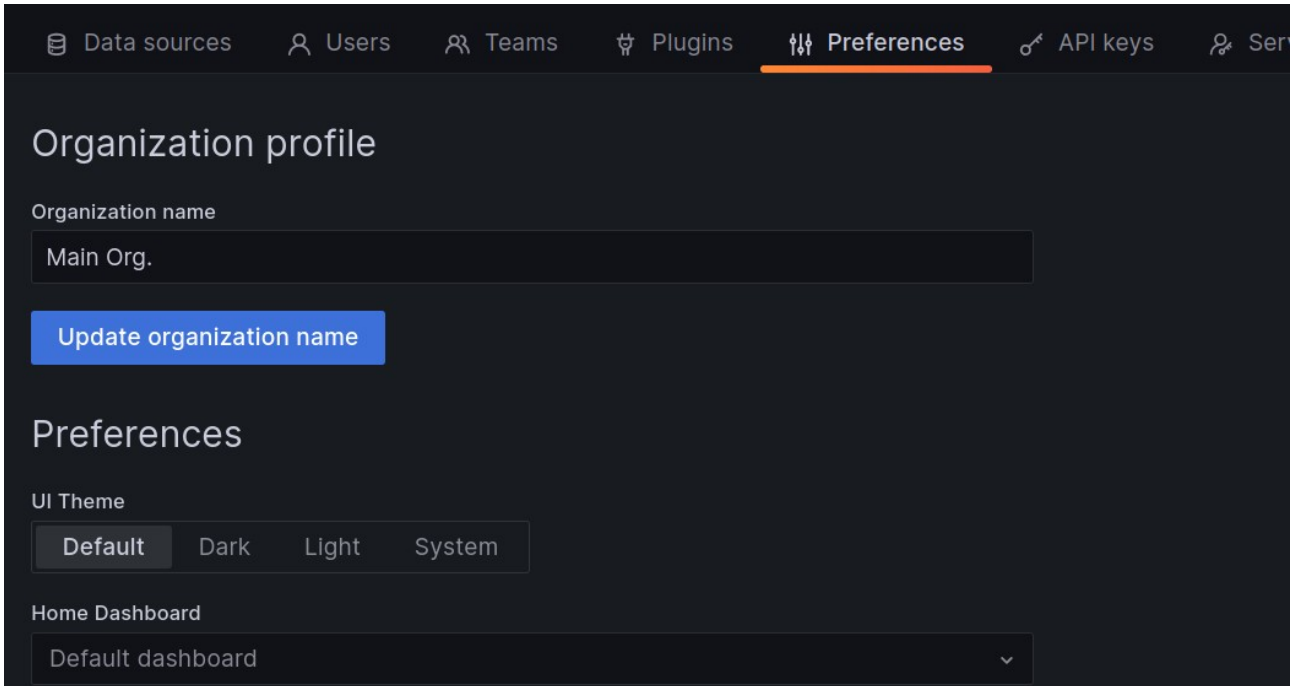 Data sources Users Teams Plugins Preferences API keys
Organization profile
Organization name
Main Org.
Update organization name
Preferences
UI Theme
Default Dark Light System
Home Dashboard
Default dashboard